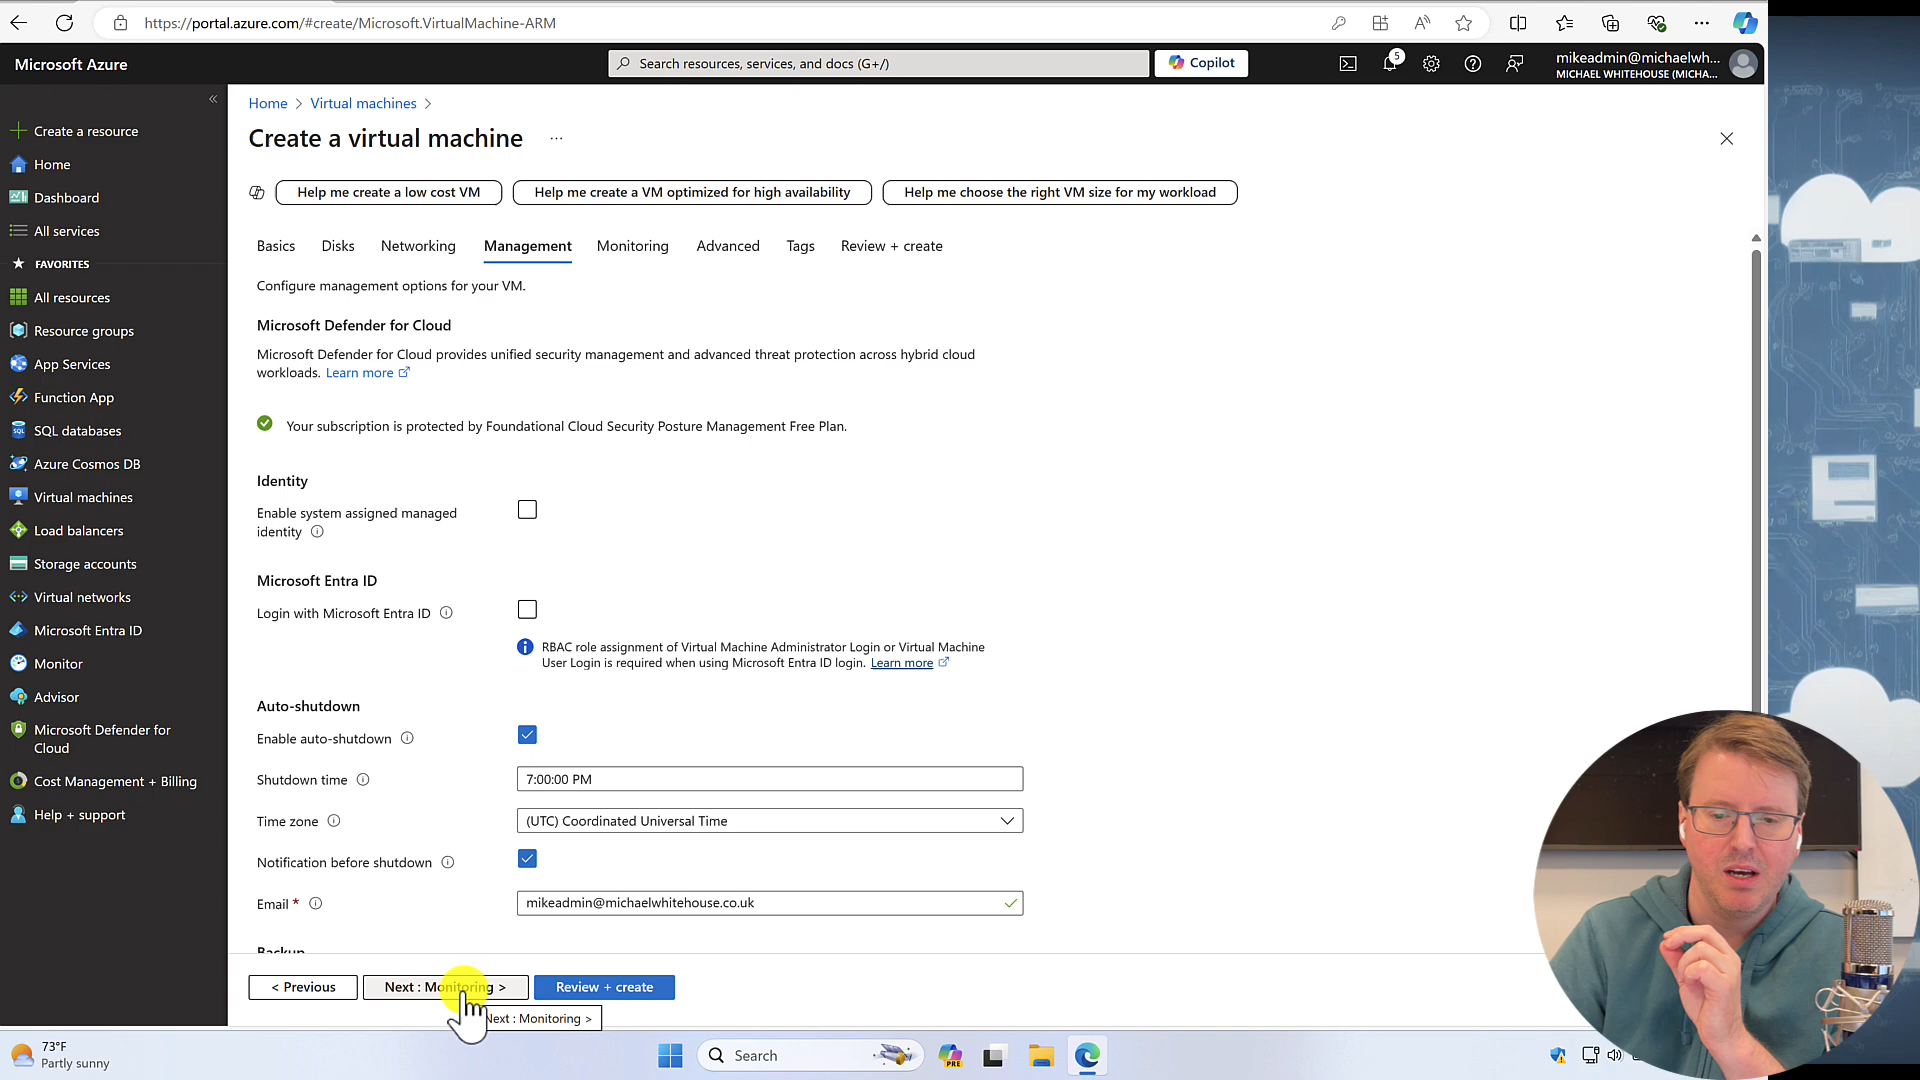 https://portal.azure.com/#create/Microsoft.VirtualMachine-ARM
Microsoft Azure
Search resources, services, and docs (G+/)
Copilot
5
mikeadmin@michaelwh...
MICHAEL WHITEHOUSE (MICHA...
Create a resource
Home
Dashboard
All services
FAVORITES
All resources
Resource groups
App Services
Function App
SQL databases
Azure Cosmos DB
Virtual machines
Load balancers
Storage accounts
Virtual networks
Microsoft Entra ID
Monitor
Advisor
Microsoft Defender for
Cloud
Cost Management + Billing
Help + support
Home > Virtual machines >
Create a virtual machine ...
Help me create a low cost VM
Help me create a VM optimized for high availability
Help me choose the right VM size for my workload
Basics Disks Networking Management Monitoring Advanced Tags Review + create
Configure management options for your VM.
Microsoft Defender for Cloud
Microsoft Defender for Cloud provides unified security management and advanced threat protection across hybrid cloud
workloads. Learn more
Your subscription is protected by Foundational Cloud Security Posture Management Free Plan.
Identity
Enable system assigned managed
identity
Microsoft Entra ID
Login with Microsoft Entra ID
RBAC role assignment of Virtual Machine Administrator Login or Virtual Machine
User Login is required when using Microsoft Entra ID login. Learn more
Auto-shutdown
Enable auto-shutdown
Shutdown time
7:00:00 PM
Time zone
(UTC) Coordinated Universal Time
Notification before shutdown
Email *
mikeadmin@michaelwhitehouse.co.uk
Backup
< Previous
Next : Monitoring >
Review + create
Next : Monitoring >
73°F
Partly sunny
Search
PRE